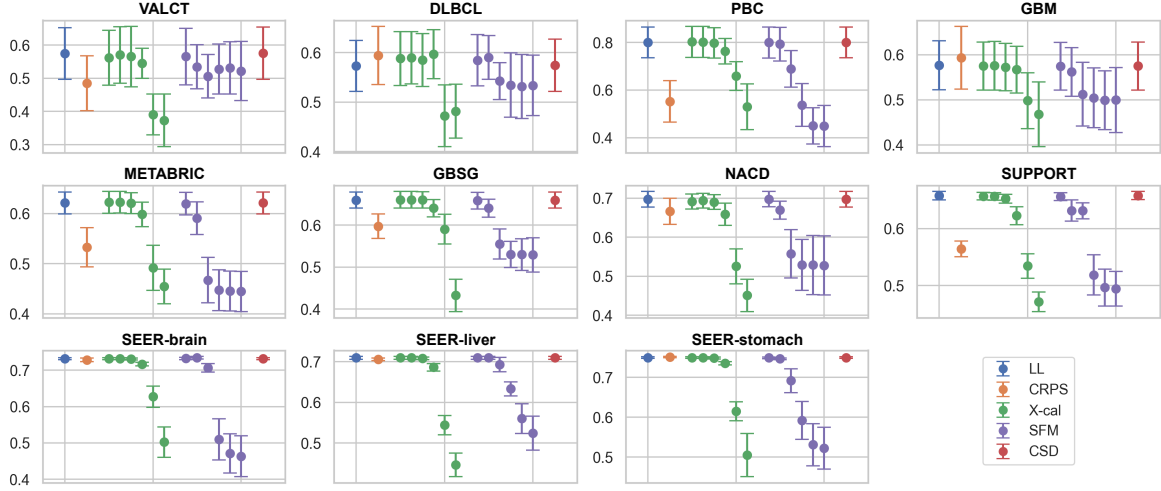 VALCT
0.6
0.5
0.4
0.3
DLBCL
0.6
0.5
0.4
PBC
0.8
0.6
0.4
GBM
0.6
0.5
0.4
METABRIC
0.6
0.5
0.4
GBSG
0.6
0.5
0.4
NACD
0.7
0.6
0.5
0.4
SUPPORT
0.6
0.5
SEER-brain
0.7
0.6
0.5
0.4
SEER-liver
0.7
0.6
0.5
SEER-stomach
0.7
0.6
0.5
LL
CRPS
X-cal
SFM
CSD